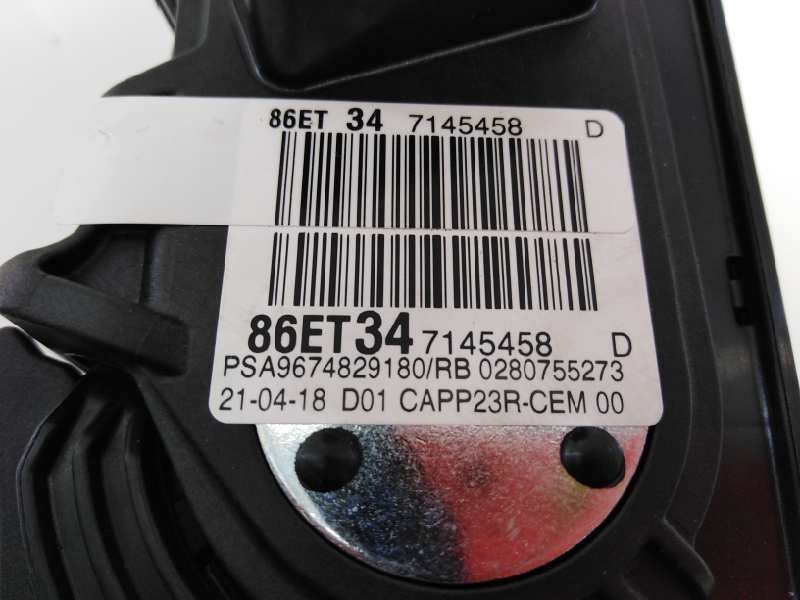 86ET 34 7145458 D
86ET34 7145458 D
PSA9674829180/RB 0280755273
21-04-18 D01 CAPP23R-CEM 00